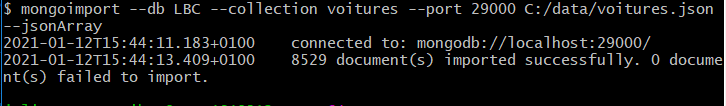 $ mongoimport --db LBC --collection voitures --port 29000 C:/data/voitures.json
--jsonArray
2021-01-12T15:44:11.183+0100    connected to: mongodb://localhost:29000/
2021-01-12T15:44:13.409+0100    8529 document(s) imported successfully. 0 docume
nt(s) failed to import.